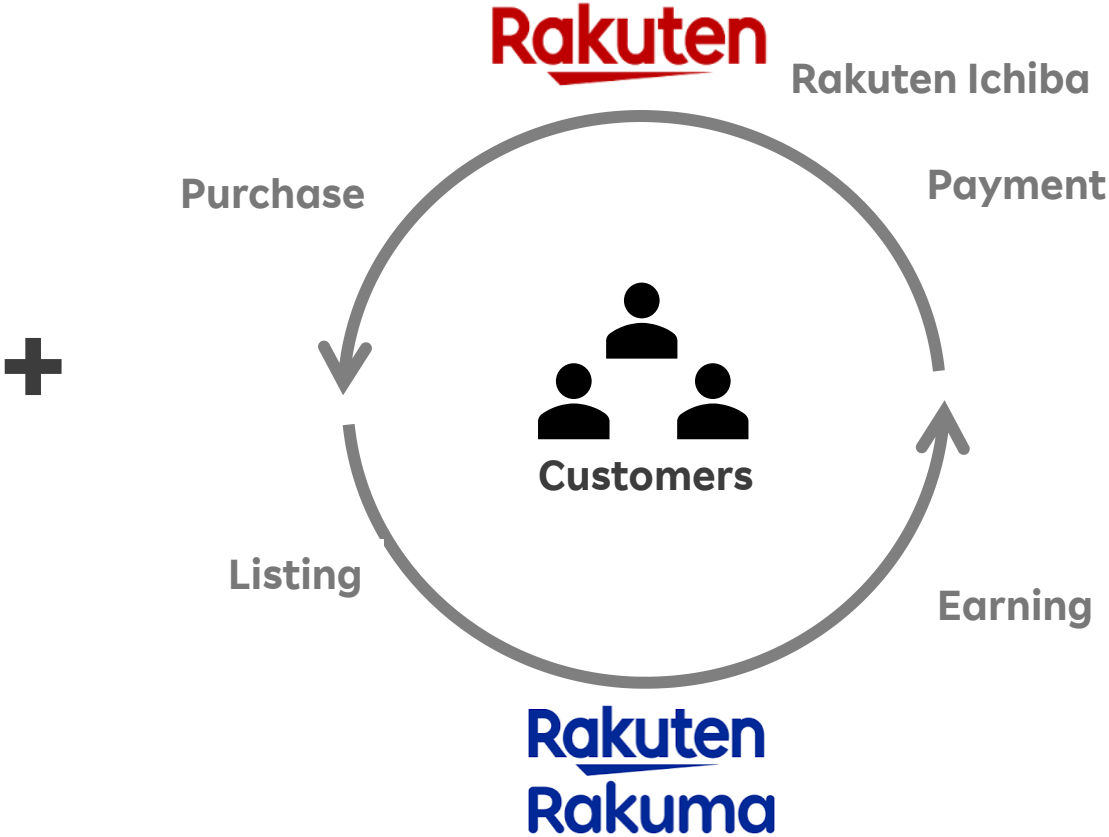 Rakuten
Rakuten Ichiba
Purchase
Payment
Customers
Listing
Earning
Rakuten
Rakuma